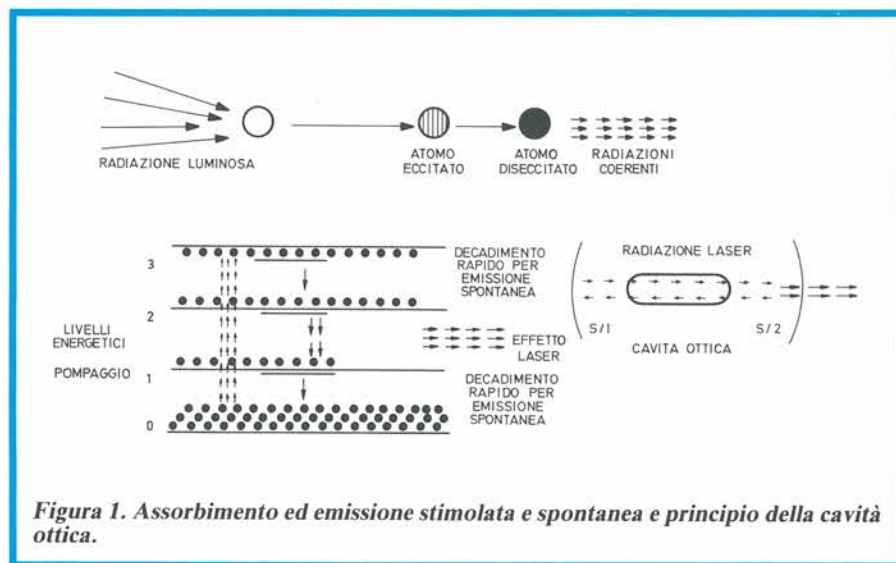 RADIAZIONE LUMINOSA
ATOMO
ECCITATO
ATOMO
DISECCITATO
RADIAZIONI
COERENTI
3
2
LIVELLI
ENERGETICI
POMPAGGIO
1
0
DECADIMENTO
RAPIDO PER
EMISSIONE
SPONTANEA
EFFETTO
LASER
DECADIMENTO
RAPIDO PER
EMISSIONE
SPONTANEA
RADIAZIONE LASER
S/1
S/2
CAVITA OTTICA
Figura 1. Assorbimento ed emissione stimolata e spontanea e principio della cavità
ottica.